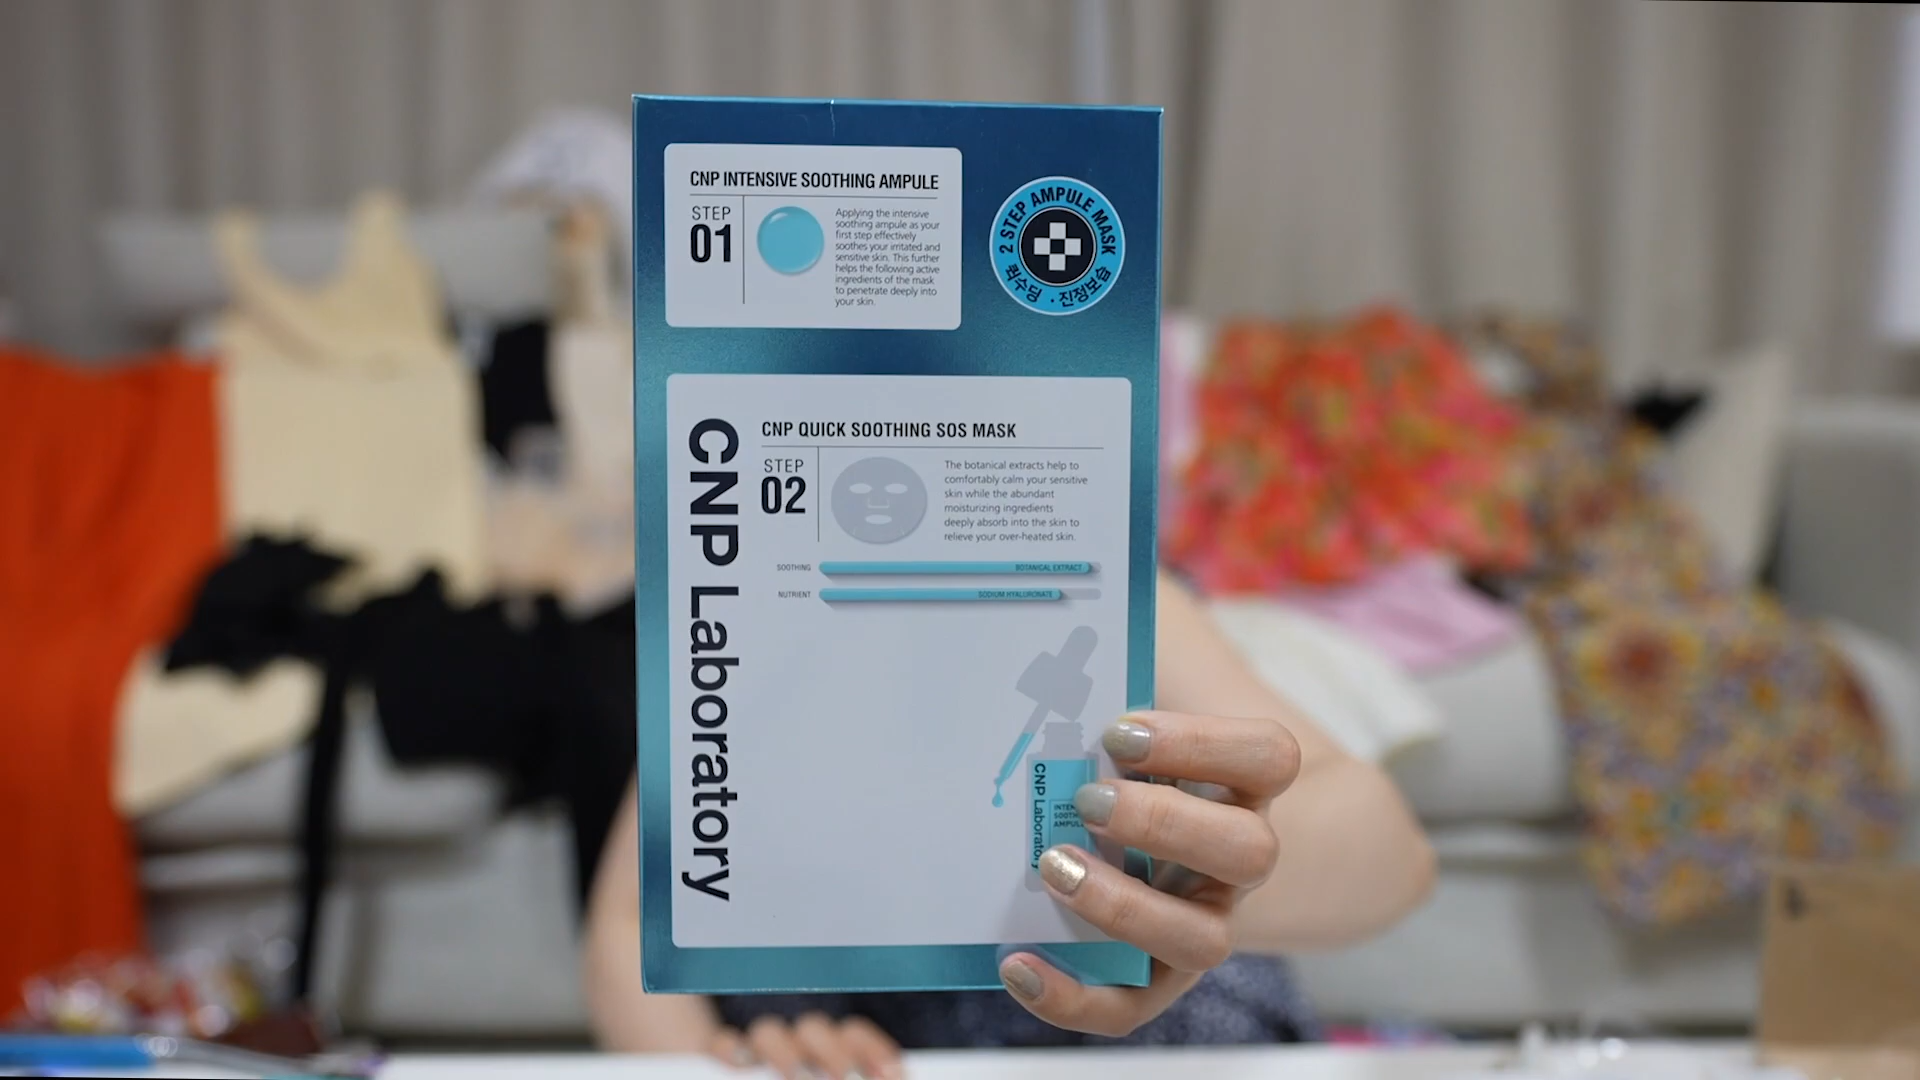 CNP INTENSIVE SOOTHING AMPULE
STEP
01
Applying the intensive
soothing ampule as your
first step effectively
soothes your irritated and
sensitive skin. This further
helps the following active
ingredients of the mask
to penetrate deeply into
your skin.
2 STEP AMPULE MASK
퀵수딩 · 진정보습
CNP Laboratory
CNP QUICK SOOTHING SOS MASK
STEP
02
The botanical extracts help to
comfortably calm your sensitive
skin while the abundant
moisturizing ingredients
deeply absorb into the skin to
relieve your over-heated skin.
SOOTHING
BOTANICAL EXTRACT
NUTRIENT
SODIUM HYALURONATE
CNP Laboratory